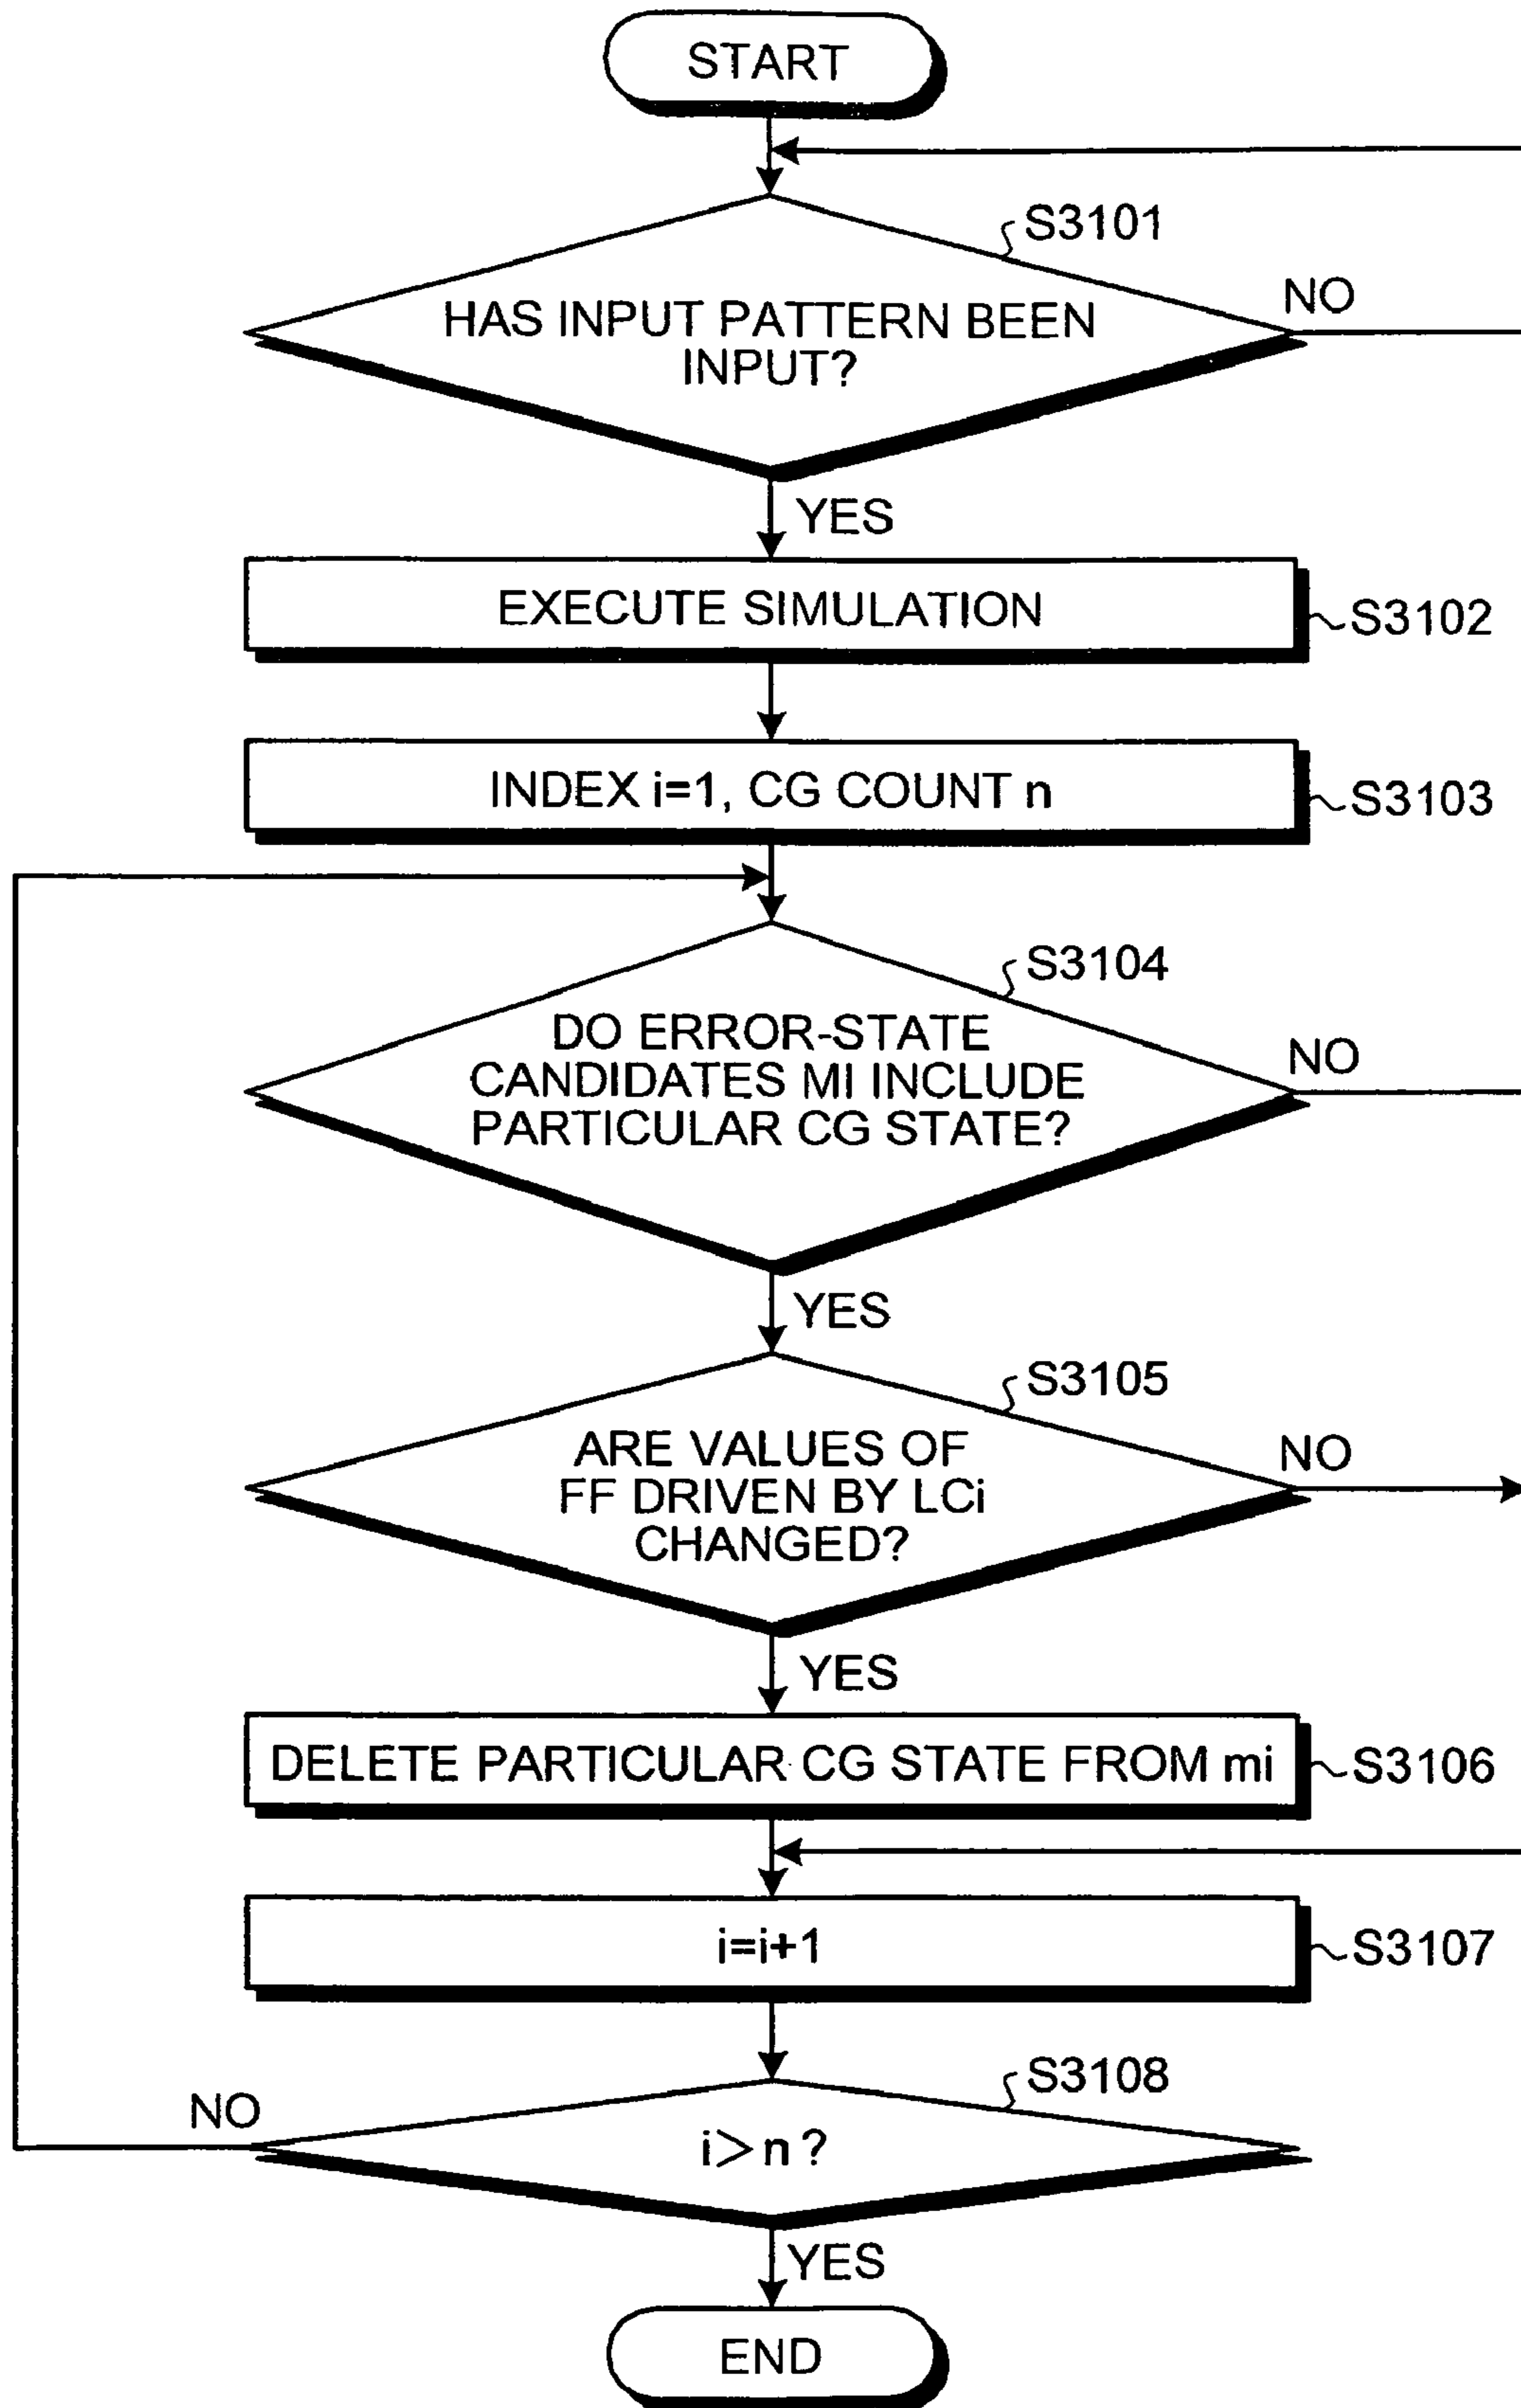 START
S3101
HAS INPUT PATTERN BEEN
INPUT?
NO
YES
EXECUTE SIMULATION
S3102
INDEX i=1, CG COUNT n
S3103
S3104
DO ERROR-STATE
CANDIDATES MI INCLUDE
PARTICULAR CG STATE?
NO
YES
S3105
ARE VALUES OF
FF DRIVEN BY LCi
CHANGED?
NO
YES
DELETE PARTICULAR CG STATE FROM mi
S3106
i=i+1
S3107
S3108
NO
i>n?
YES
END